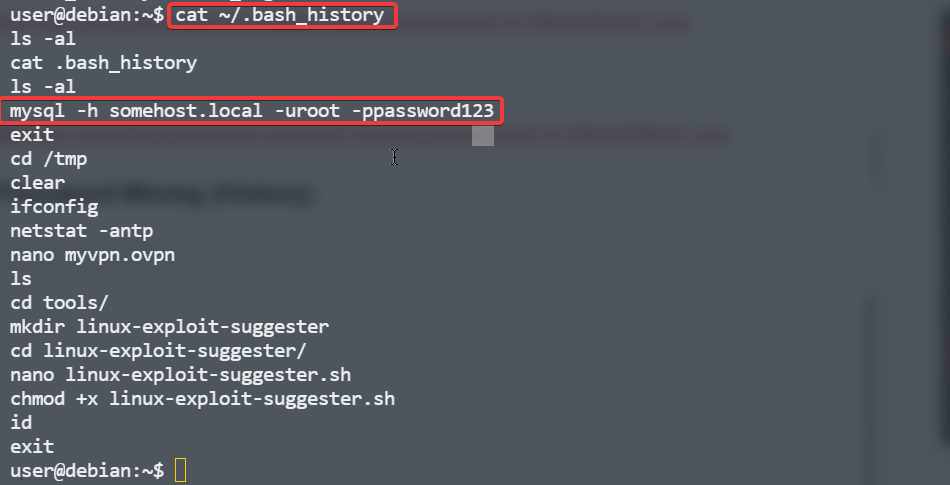 user@debian:~$ cat ~/.bash_history
ls -al
cat .bash_history
ls -al
mysql -h somehost.local -uroot -ppassword123
exit
cd /tmp
clear
ifconfig
netstat -antp
nano myvpn.ovpn
ls
cd tools/
mkdir linux-exploit-suggester
cd linux-exploit-suggester/
nano linux-exploit-suggester.sh
chmod +x linux-exploit-suggester.sh
id
exit
user@debian:~$